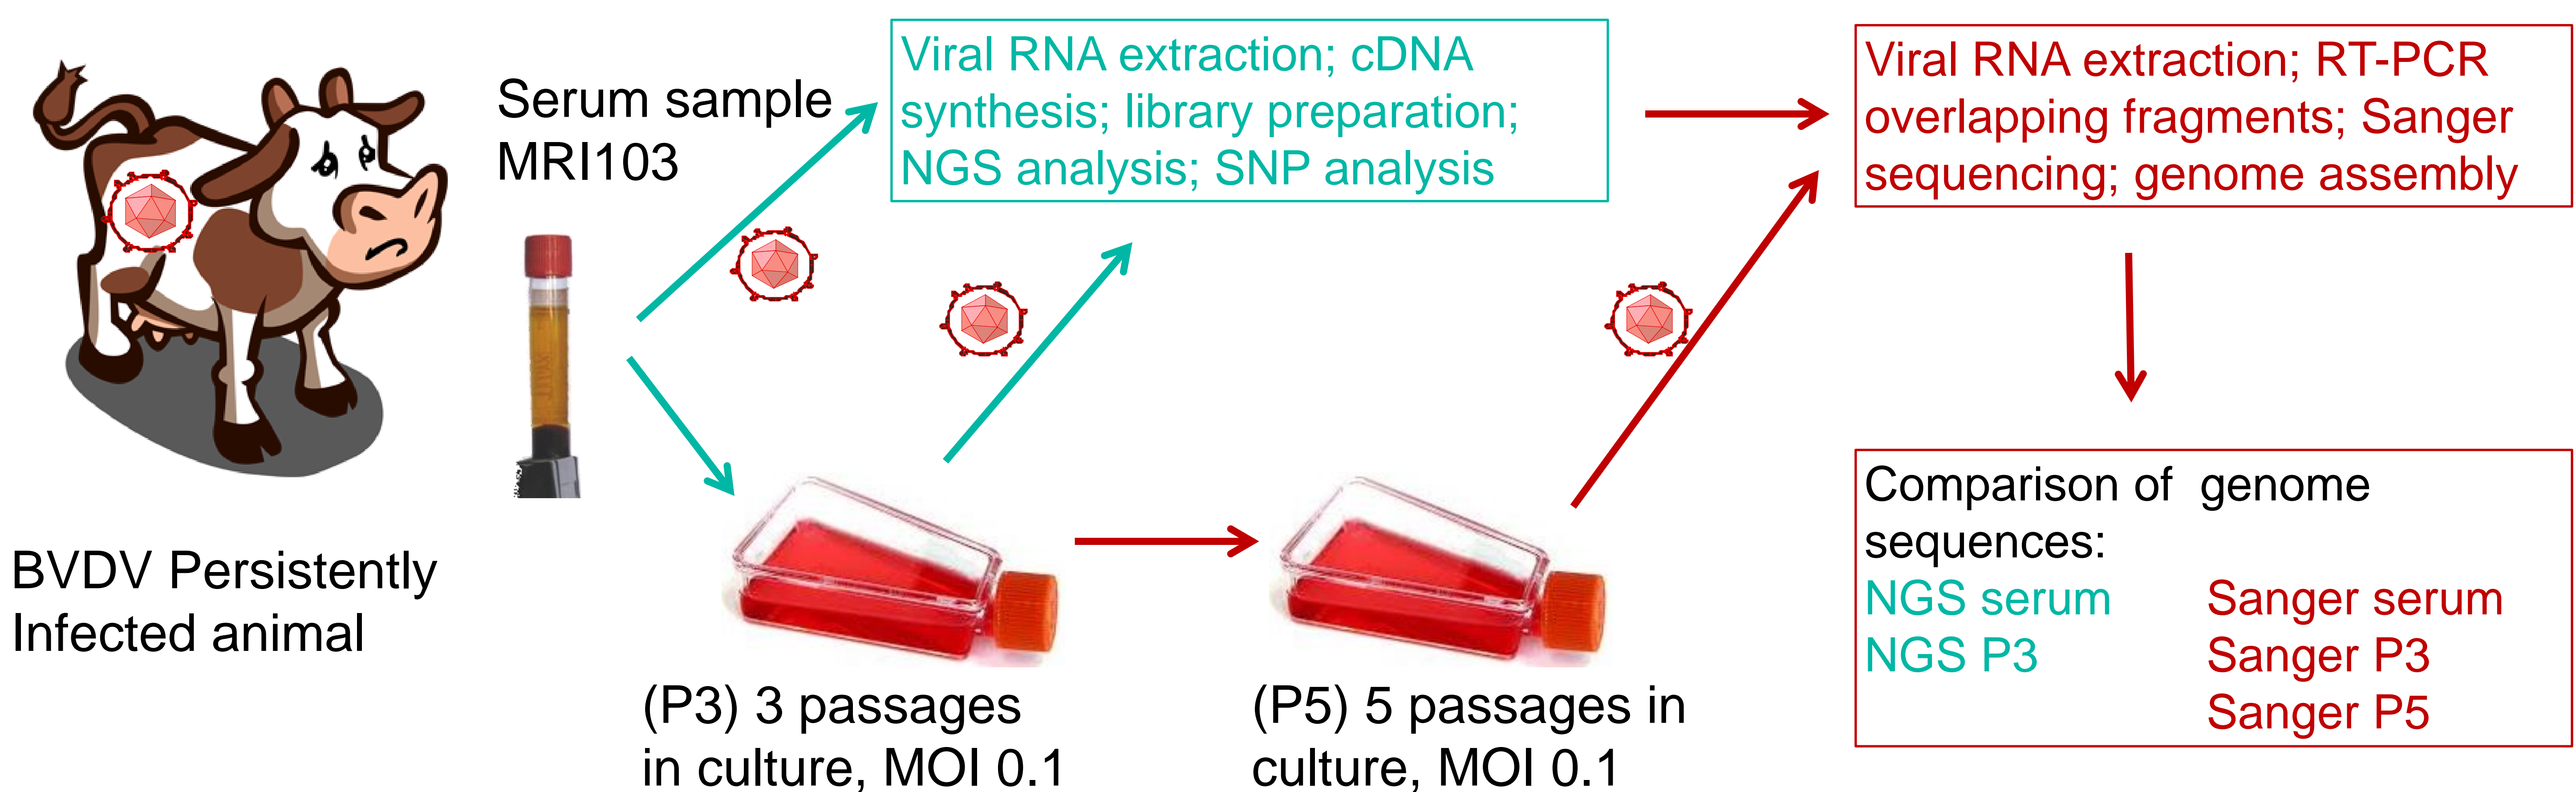 Serum sample
MRI103
Viral RNA extraction; cDNA
synthesis; library preparation;
NGS analysis; SNP analysis
Viral RNA extraction; RT-PCR
overlapping fragments; Sanger
sequencing; genome assembly
BVDV Persistently
Infected animal
(P3) 3 passages
in culture, MOI 0.1
(P5) 5 passages in
culture, MOI 0.1
Comparison of  genome
sequences:
NGS serum Sanger serum
NGS P3 Sanger P3
Sanger P5